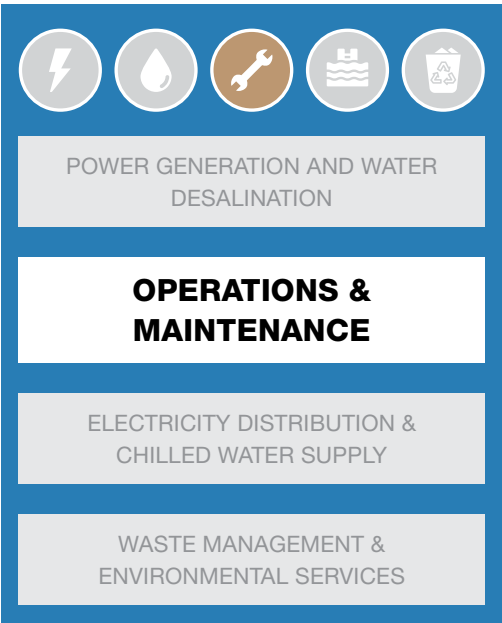 POWER GENERATION AND WATER
DESALINATION
OPERATIONS &
MAINTENANCE
ELECTRICITY DISTRIBUTION &
CHILLED WATER SUPPLY
WASTE MANAGEMENT &
ENVIRONMENTAL SERVICES